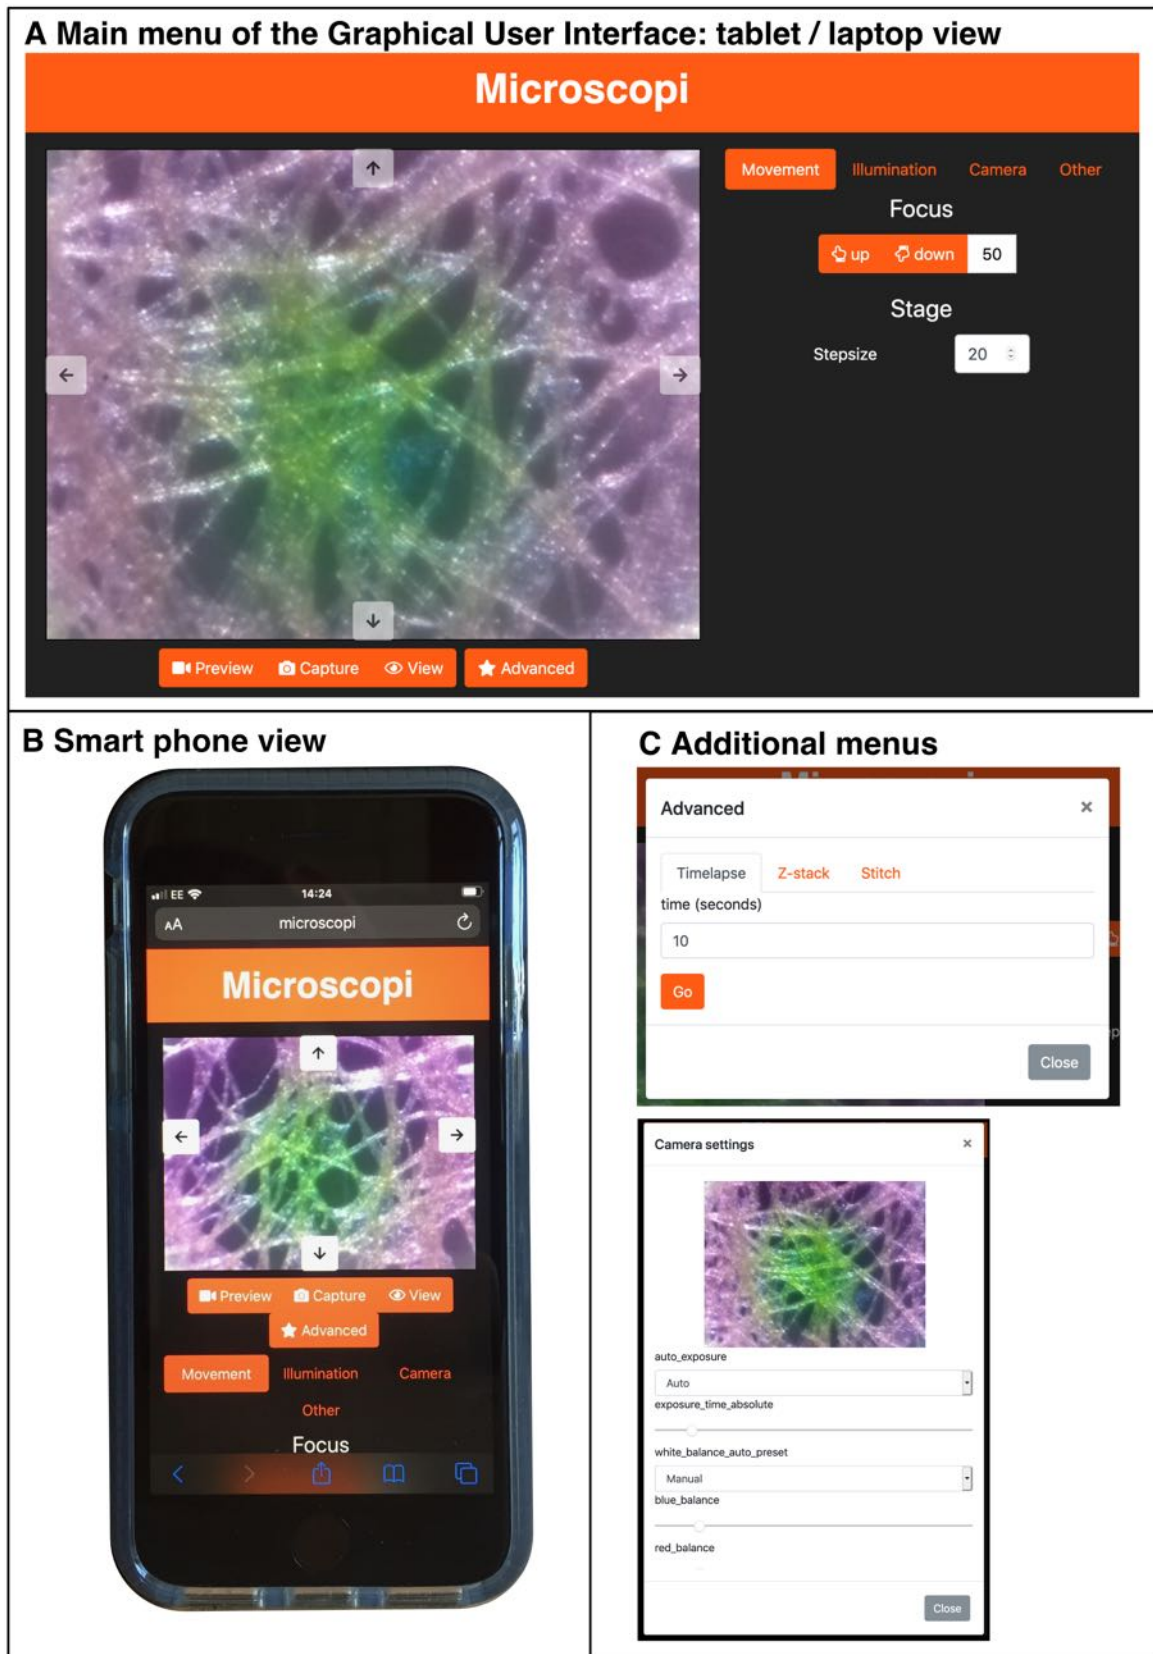 A Main menu of the Graphical User Interface: tablet / laptop view
Microscopi
Movement Illumination Camera Other
Focus
up down 50
Stage
Stepsize 20
Preview Capture View Advanced
B Smart phone view
EE 14:24
AA microscopi
Microscopi
Preview Capture View
Advanced
Movement Illumination Camera
Other
Focus
C Additional menus
Advanced ×
Timelapse Z-stack Stitch
time (seconds)
10
Go
Close
Camera settings ×
auto_exposure
Auto
exposure_time_absolute
white_balance_auto_preset
Manual
blue_balance
red_balance
Close